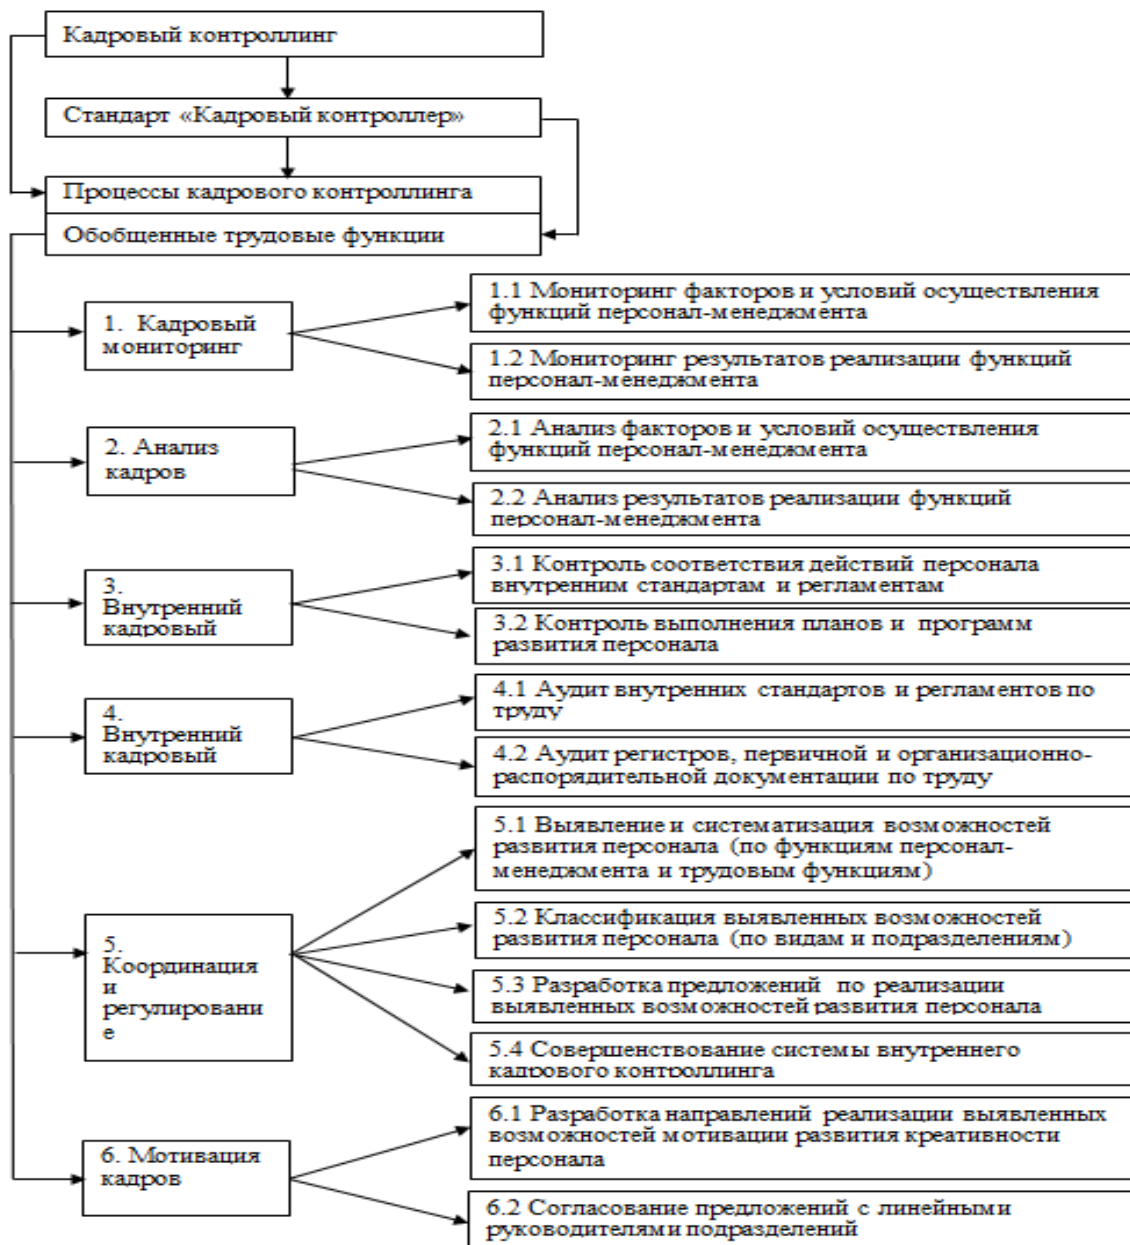 Кадровый контроллинг
Стандарт «Кадровый контроллер»
Процессы кадрового контроллинга
Обобщенные трудовые функции
1. Кадровый
мониторинг
1.1 Мониторинг факторов и условий осуществления
функций персонал-менеджмента
1.2 Мониторинг результатов реализации функций
персонал-менеджмента
2. Анализ
кадров
2.1 Анализ факторов и условий осуществления
функций персонал-менеджмента
2.2 Анализ результатов реализации функций
персонал-менеджмента
3.
Внутренний
кадровый
3.1 Контроль соответствия действий персонала
внутренним стандартам и регламентам
3.2 Контроль выполнения планов и программ
развития персонала
4.
Внутренний
кадровый
4.1 Аудит внутренних стандартов и регламентов по
труду
4.2 Аудит регистров, первичной и организационно-
распорядительной документации по труду
5.
Координация
и
регулировани
е
5.1 Выявление и систематизация возможностей
развития персонала (по функциям персонал-
менеджмента и трудовым функциям)
5.2 Классификация выявленных возможностей
развития персонала (по видам и подразделениям)
5.3 Разработка предложений по реализации
выявленных возможностей развития персонала
5.4 Совершенствование системы внутреннего
кадрового контроллинга
6. Мотивация
кадров
6.1 Разработка направлений реализации выявленных
возможностей мотивации развития креативности
персонала
6.2 Согласование предложений с линейными
руководителями подразделений